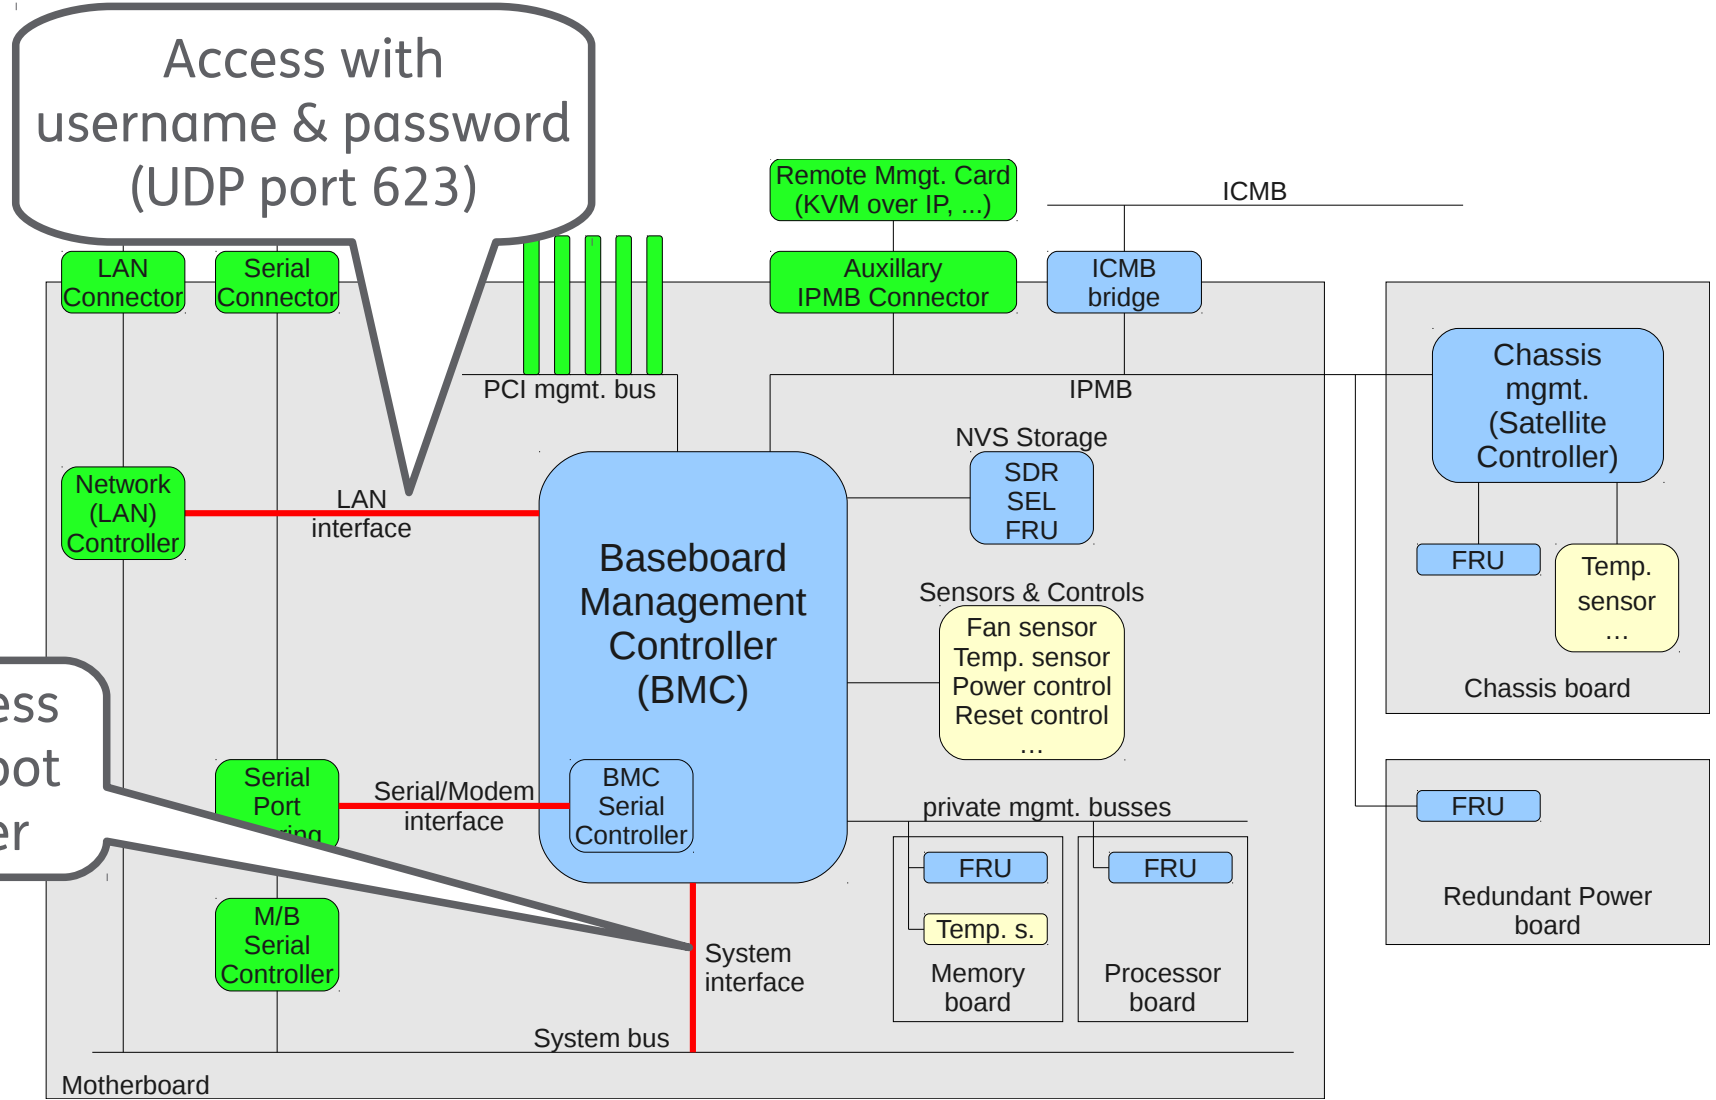 Access with
username & password
(UDP port 623)
Remote Mmgt. Card
(KVM over IP, ...)
ICMB
LAN
Connector
Serial
Connector
Auxillary
IPMB Connector
ICMB
bridge
PCI mgmt. bus
IPMB
Chassis
mgmt.
(Satellite
Controller)
NVS Storage
SDR
SEL
FRU
Network
(LAN)
Controller
LAN
interface
Baseboard
Management
Controller
(BMC)
FRU
Temp.
sensor
...
Chassis board
Sensors & Controls
Fan sensor
Temp. sensor
Power control
Reset control
...
Serial
Port
Serial/Modem
interface
BMC
Serial
Controller
private mgmt. busses
FRU
Temp. s.
Memory
board
FRU
Processor
board
FRU
Redundant Power
board
M/B
Serial
Controller
System
interface
System bus
Motherboard